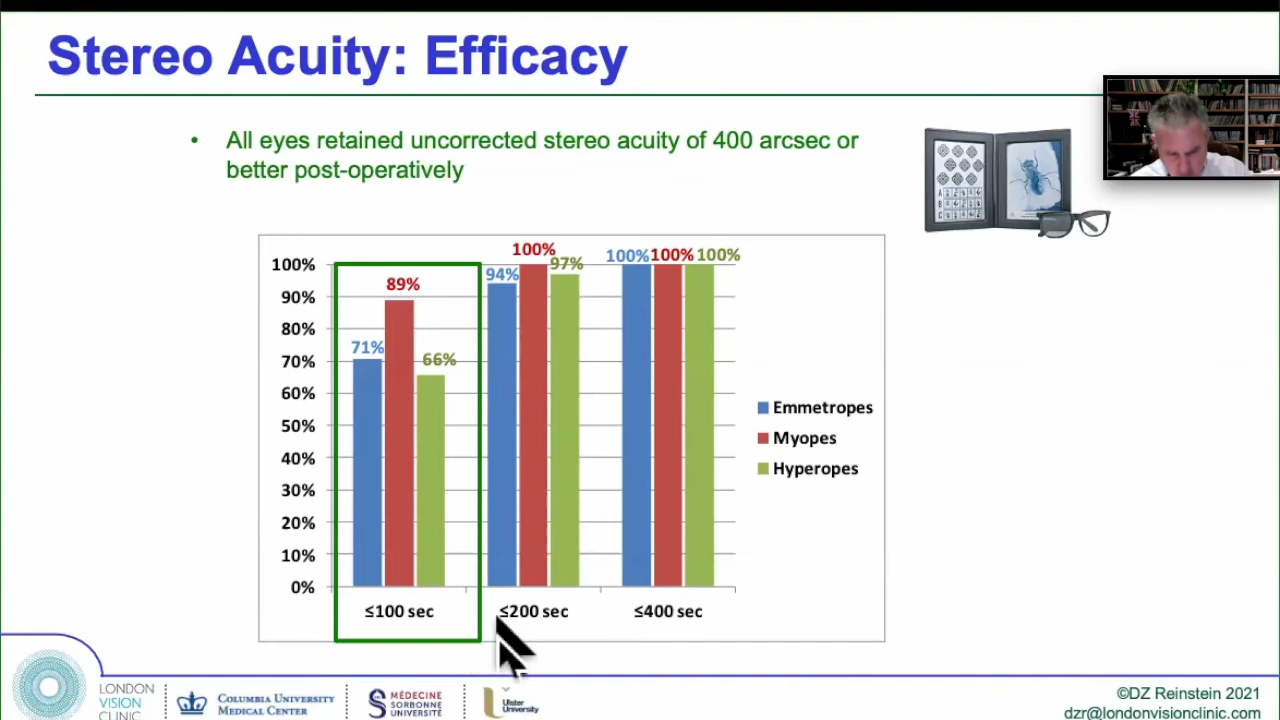 Stereo Acuity: Efficacy
• All eyes retained uncorrected stereo acuity of 400 arcsec or
better post-operatively
100%
90%
80%
70%
60%
50%
40%
30%
20%
10%
0%
71%
89%
66%
94%
100%
97%
100%
100%
100%
≤100 sec
≤200 sec
≤400 sec
Emmetropes
Myopes
Hyperopes
A
B
C
LONDON
VISION
CLINIC
COLUMBIA UNIVERSITY
MEDICAL CENTER
MÉDECINE
SORBONNE
UNIVERSITÉ
Ulster
University
©DZ Reinstein 2021
dzr@londonvisionclinic.com